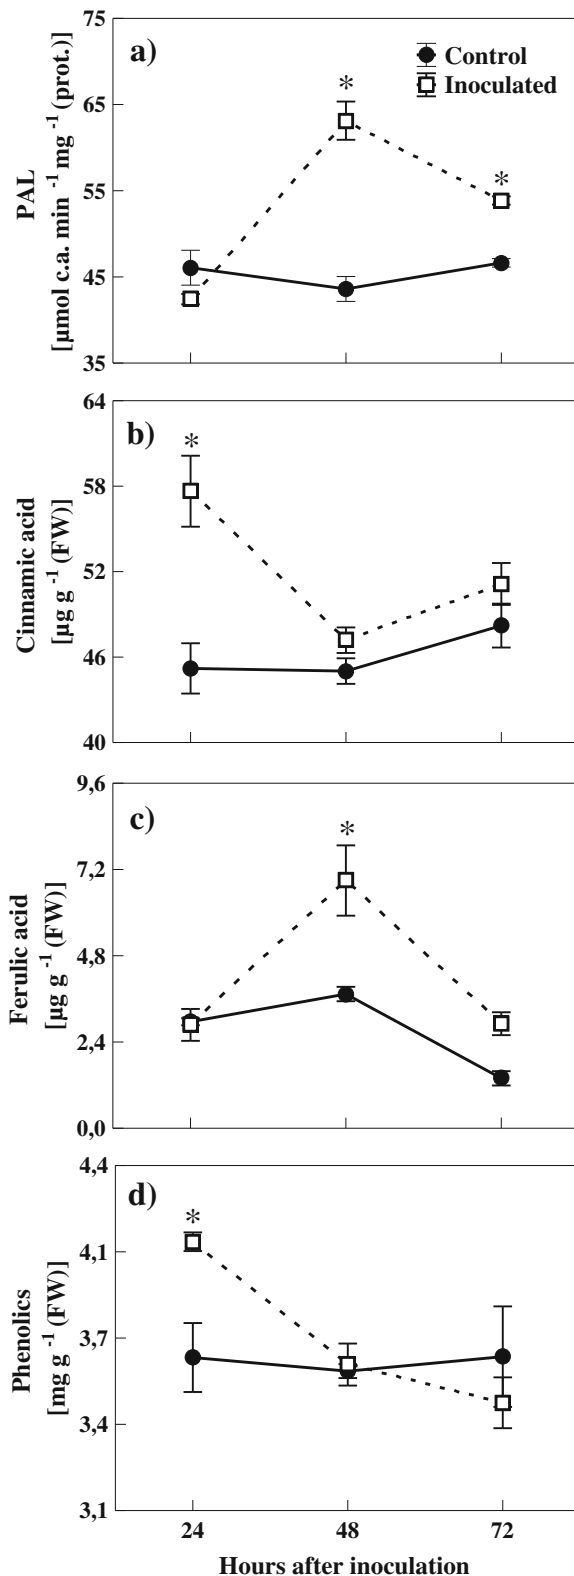 a)
Control
Inoculated
75
65
55
45
35
PAL
[µmol c.a. min -1 mg -1 (prot.)]
*
*
b)
64
58
52
46
40
Cinnamic acid
[µg g -1 (FW)]
*
c)
9,6
7,2
4,8
2,4
0,0
Ferulic acid
[µg g -1 (FW)]
*
d)
4,4
4,1
3,7
3,4
3,1
Phenolics
[mg g -1 (FW)]
*
24 48 72
Hours after inoculation